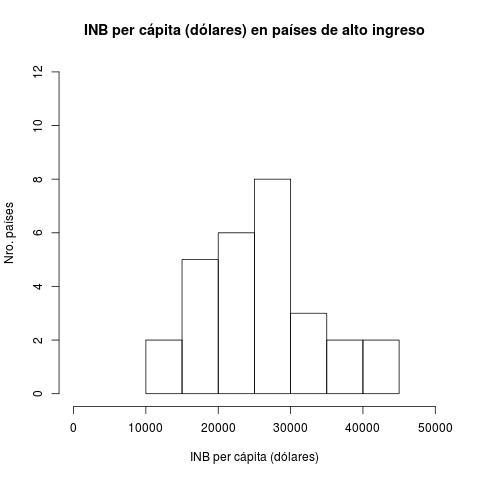 INB per cápita (dólares) en países de alto ingreso
12
10
8
6
4
2
0
Nro. países
0 10000 20000 30000 40000 50000
INB per cápita (dólares)